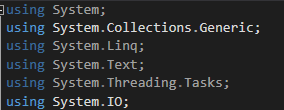 using System;
using System.Collections.Generic;
using System.Linq;
using System.Text;
using System.Threading.Tasks;
using System.IO;